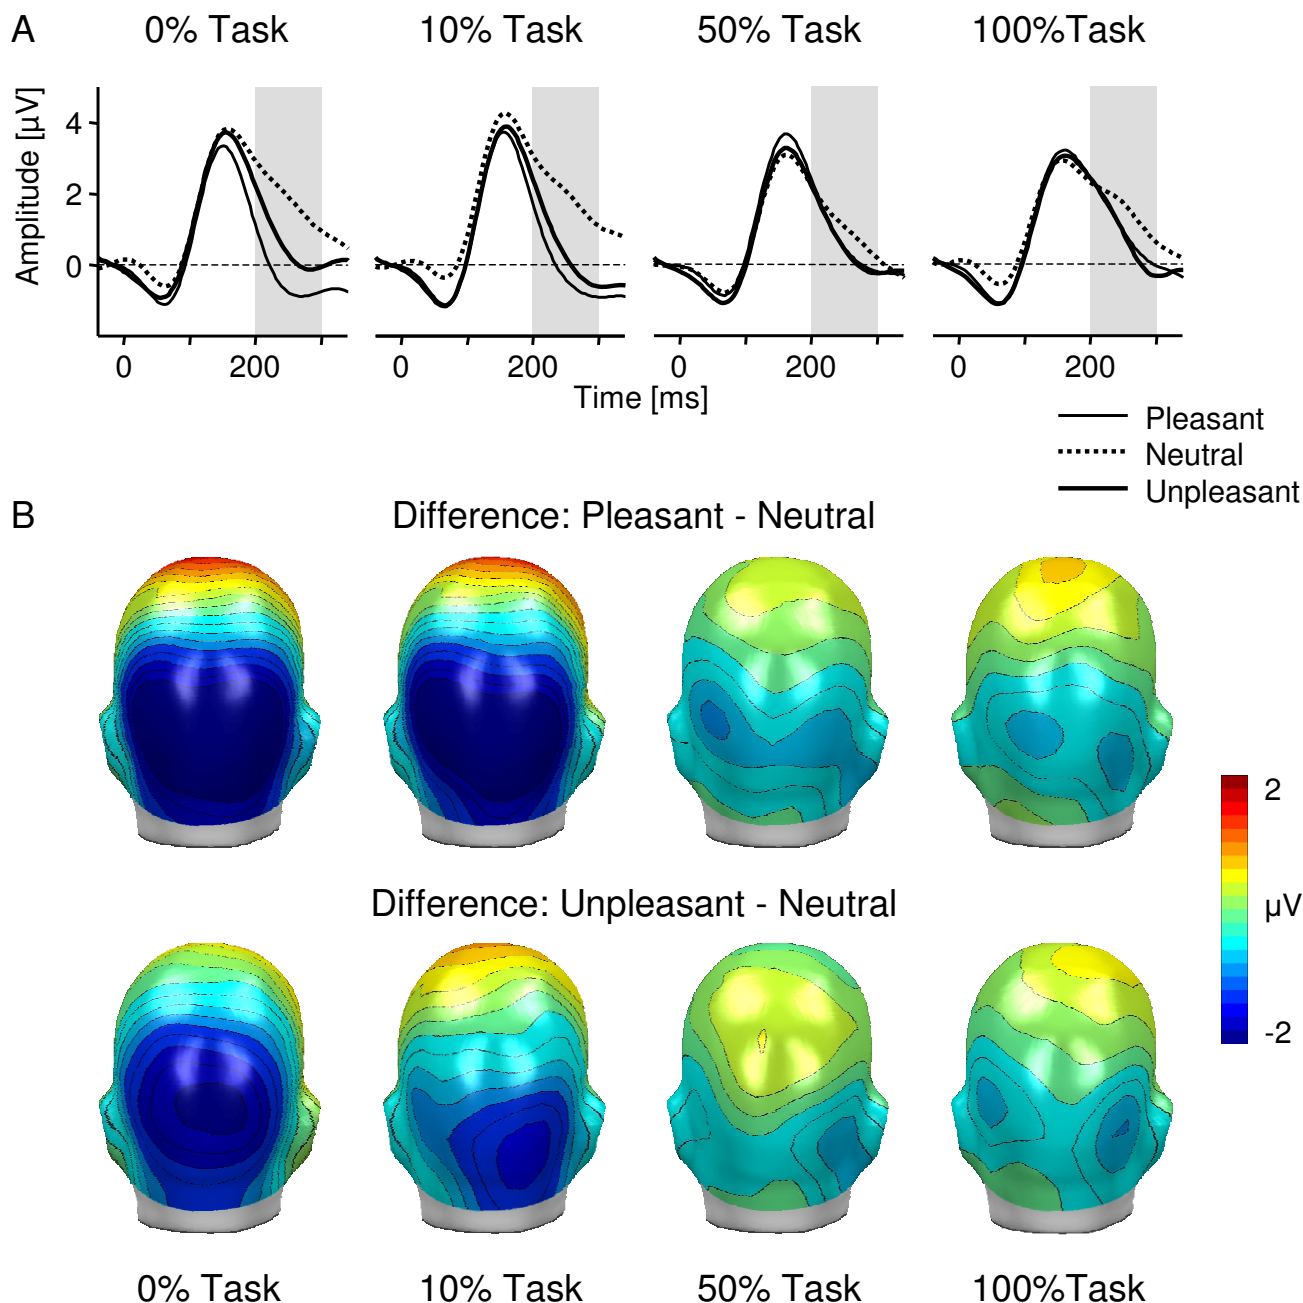 A
0% Task
10% Task
50% Task
100%Task
Amplitude [µV]
4
2
0
0
200
0
200
0
200
0
200
Time [ms]
Pleasant
Neutral
Unpleasant
B
Difference: Pleasant - Neutral
2
µV
-2
Difference: Unpleasant - Neutral
0% Task
10% Task
50% Task
100%Task